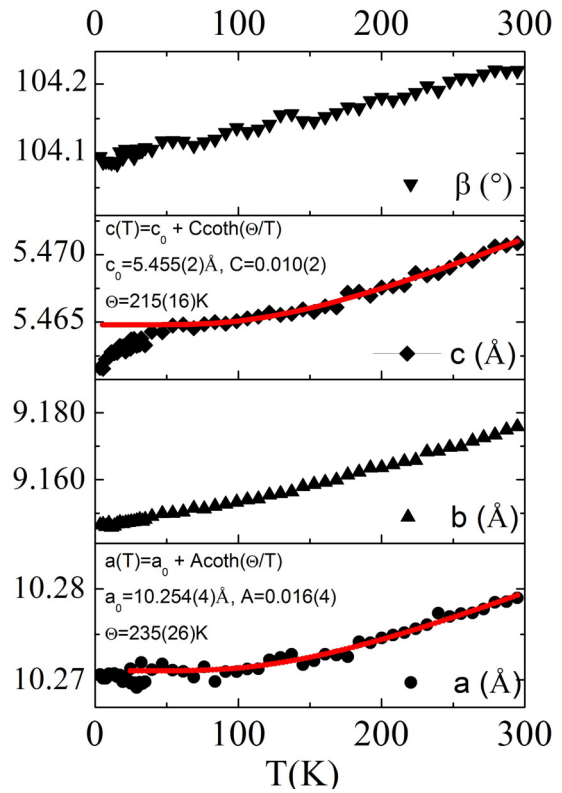 0 100 200 300
104.2
104.1
β (°)
c(T)=c₀ + Ccoth(Θ/T)
c₀=5.455(2)Å, C=0.010(2)
Θ=215(16)K
5.470
5.465
c (Å)
9.180
9.160
b (Å)
a(T)=a₀ + Acoth(Θ/T)
a₀=10.254(4)Å, A=0.016(4)
Θ=235(26)K
10.28
10.27
a (Å)
0 100 200 300
T(K)